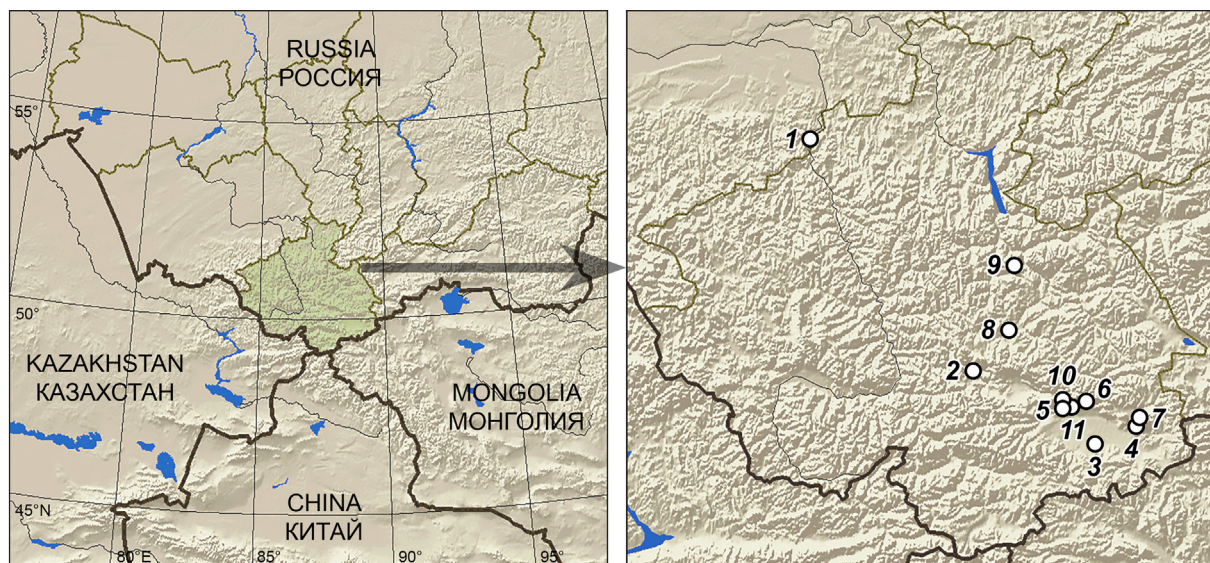 RUSSIA
РОССИЯ
55°
50°
KAZAKHSTAN
КАЗАХСТАН
MONGOLIA
МОНГОЛИЯ
CHINA
КИТАЙ
45°N
80°E
85°
90°
95°
1
9
8
2
10
6
5
7
11
4
3